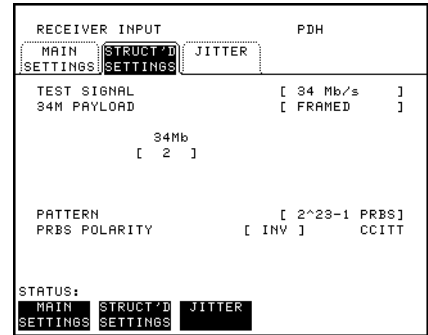 RECEIVER INPUT PDH
MAIN SETTINGS STRUCT'D SETTINGS JITTER
TEST SIGNAL [ 34 Mb/s ]
34M PAYLOAD [ FRAMED ]
34Mb
[ 2 ]
PATTERN [ 2^23-1 PRBS]
PRBS POLARITY [ INV ] CCITT
STATUS:
MAIN SETTINGS STRUCT'D SETTINGS JITTER